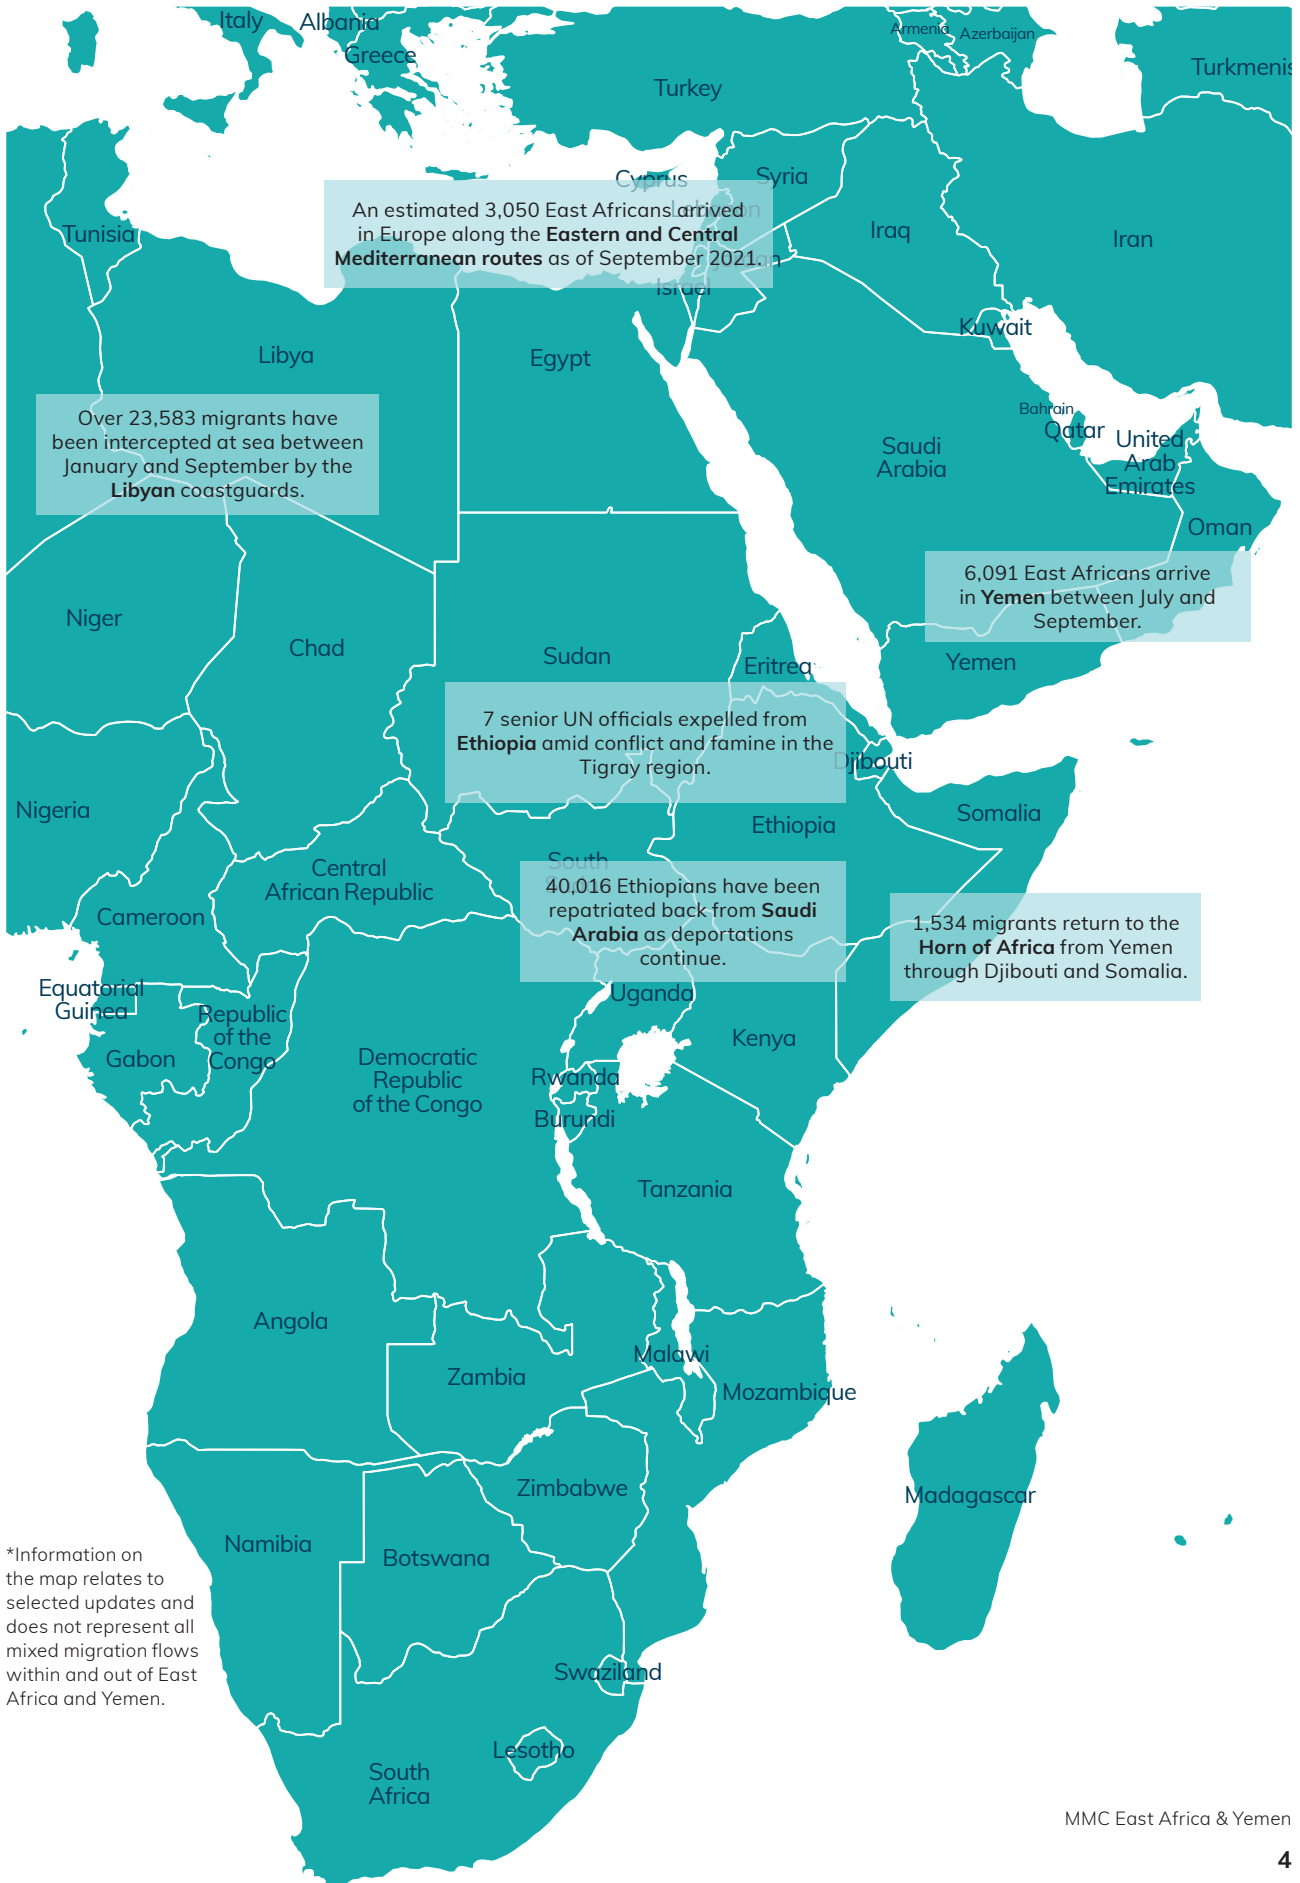 Italy
Albania
Greece
Armenia
Azerbaijan
Turkey
Turkmenis
Cyprus
Syria
An estimated 3,050 East Africans arrived
in Europe along the Eastern and Central
Mediterranean routes as of September 2021.
Lebanon
Israel
Tunisia
Iraq
Iran
Kuwait
Libya
Egypt
Over 23,583 migrants have
been intercepted at sea between
January and September by the
Libyan coastguards.
Bahrain
Qatar
United
Arab
Emirates
Saudi
Arabia
Oman
6,091 East Africans arrive
in Yemen between July and
September.
Niger
Chad
Sudan
Eritrea
Yemen
7 senior UN officials expelled from
Ethiopia amid conflict and famine in the
Tigray region.
Djibouti
Nigeria
Ethiopia
Somalia
Central
African Republic
South
40,016 Ethiopians have been
repatriated back from Saudi
Arabia as deportations
continue.
1,534 migrants return to the
Horn of Africa from Yemen
through Djibouti and Somalia.
Cameroon
Equatorial
Guinea
Gabon
Republic
of the
Congo
Uganda
Kenya
Democratic
Republic
of the Congo
Rwanda
Burundi
Tanzania
Angola
Zambia
Malawi
Mozambique
Zimbabwe
Madagascar
Namibia
Botswana
*Information on
the map relates to
selected updates and
does not represent all
mixed migration flows
within and out of East
Africa and Yemen.
Swaziland
Lesotho
South
Africa
MMC East Africa & Yemen
4